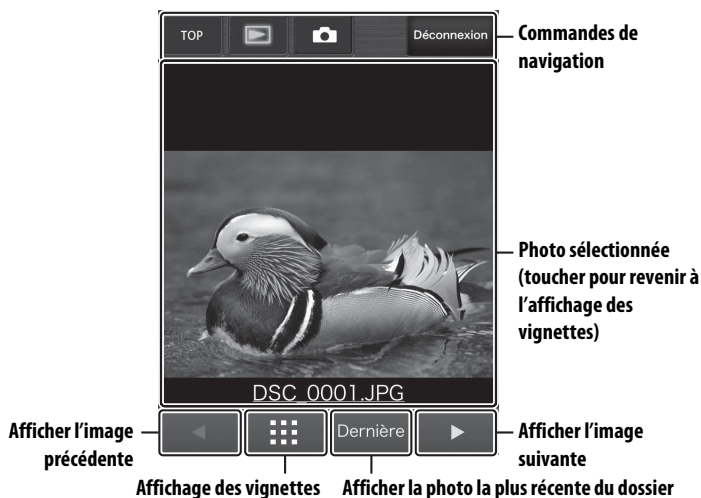 TOP
Déconnexion
Commandes de
navigation
Photo sélectionnée
(toucher pour revenir à
l’affichage des
vignettes)
DSC_0001.JPG
Afficher l’image
précédente
Dernière
Afficher l’image
suivante
Affichage des vignettes
Afficher la photo la plus récente du dossier